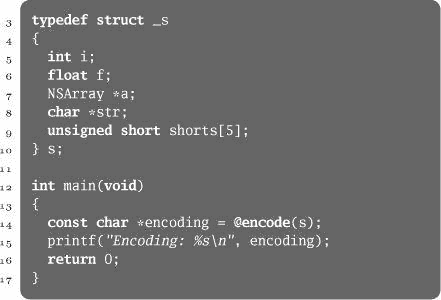 3 typedef struct _s
4 {
5 int i;
6 float f;
7 NSArray *a;
8 char *str;
9 unsigned short shorts[5];
10 } s;
11
12 int main(void)
13 {
14 const char *encoding = @encode(s);
15 printf("Encoding: %s\n", encoding);
16 return 0;
17 }